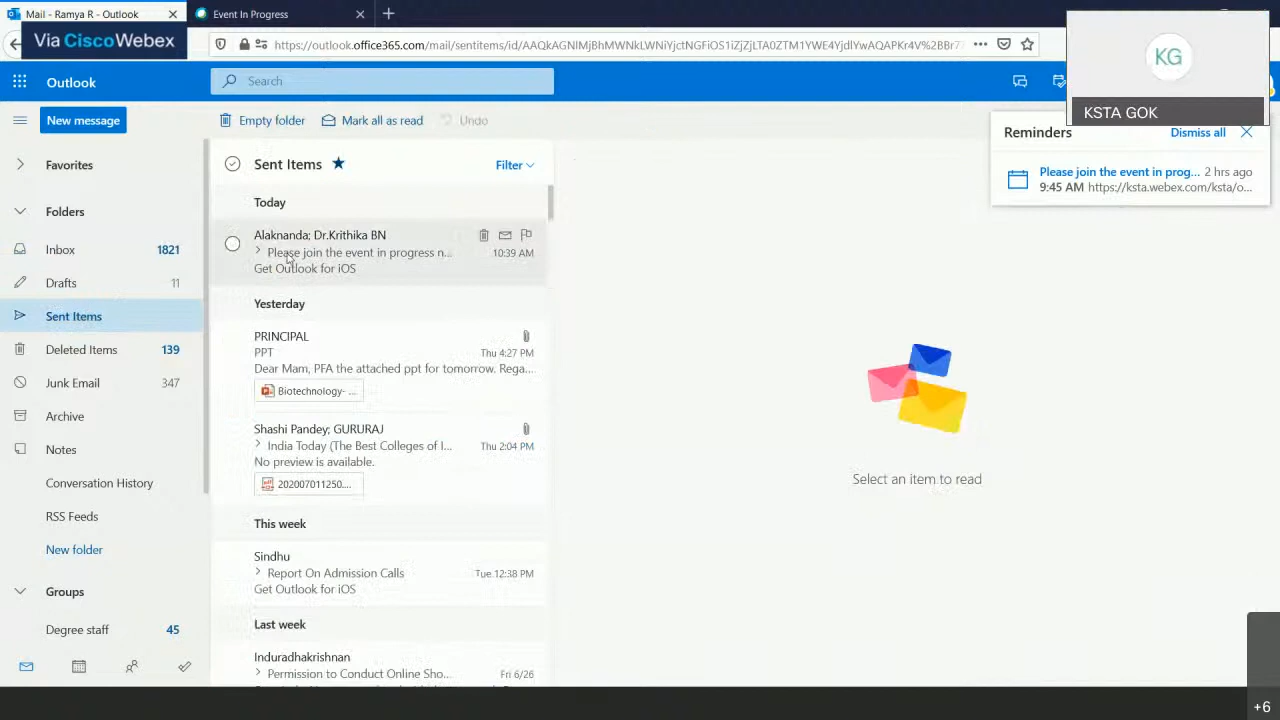 Mail - Ramya R - Outlook
Event In Progress
Via Cisco Webex
https://outlook.office365.com/mail/sentitems/id/
KG
KSTA GOK
Outlook
Search
New message
Empty folder
Mark all as read
Undo
Reminders
Dismiss all
Please join the event in prog...
2 hrs ago
9:45 AM https://ksta.webex.com/ksta/o...
Favorites
Folders
Inbox 1821
Drafts 11
Sent Items
Deleted Items 139
Junk Email 347
Archive
Notes
Conversation History
RSS Feeds
New folder
Groups
Degree staff 45
Sent Items
Filter
Today
Alaknanda; Dr.Krithika BN
Please join the event in progress n... 10:39 AM
Get Outlook for iOS
Yesterday
PRINCIPAL
PPT Thu 4:27 PM
Dear Mam, PFA the attached ppt for tomorrow. Rega...
Biotechnology- ...
Shashi Pandey; GURURAJ
India Today (The Best Colleges of I... Thu 2:04 PM
No preview is available.
202007011250....
This week
Sindhu
Report On Admission Calls Tue 12:38 PM
Get Outlook for iOS
Last week
Induradhakrishnan
Permission to Conduct Online Sho... Fri 6/26
Select an item to read
+6